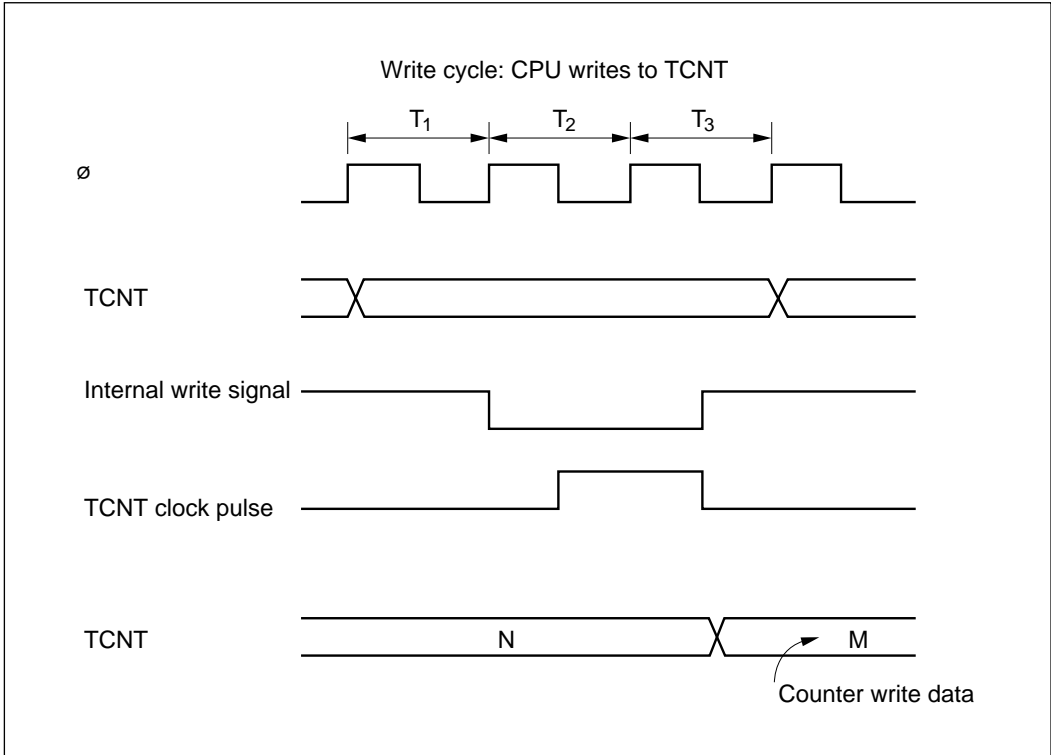 Write cycle: CPU writes to TCNT
T1 T2 T3
ø
TCNT
Internal write signal
TCNT clock pulse
TCNT N M
Counter write data